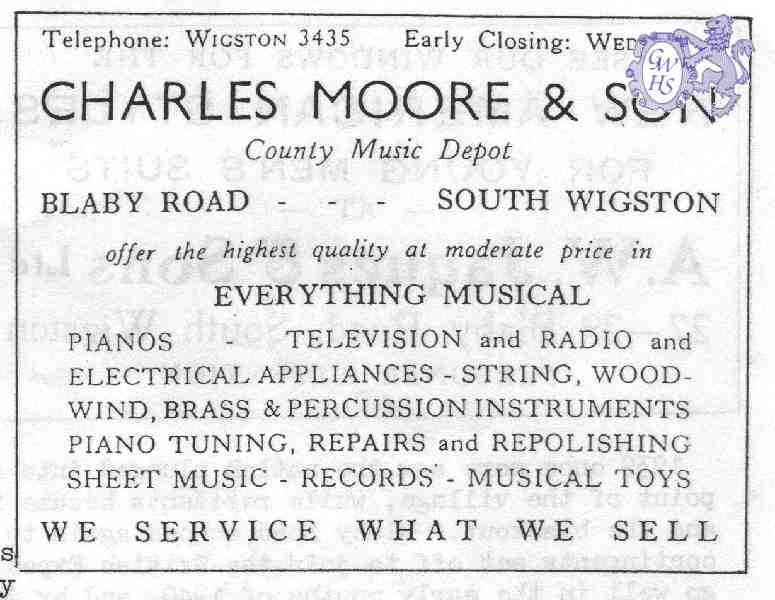 Telephone: WIGSTON 3435 Early Closing: WED
CHARLES MOORE & SON
County Music Depot
BLABY ROAD - - - SOUTH WIGSTON
offer the highest quality at moderate price in
EVERYTHING MUSICAL
PIANOS - TELEVISION and RADIO and
ELECTRICAL APPLIANCES - STRING, WOOD-
WIND, BRASS & PERCUSSION INSTRUMENTS
PIANO TUNING, REPAIRS and REPOLISHING
SHEET MUSIC - RECORDS - MUSICAL TOYS
WE SERVICE WHAT WE SELL
s
y
GW
HS